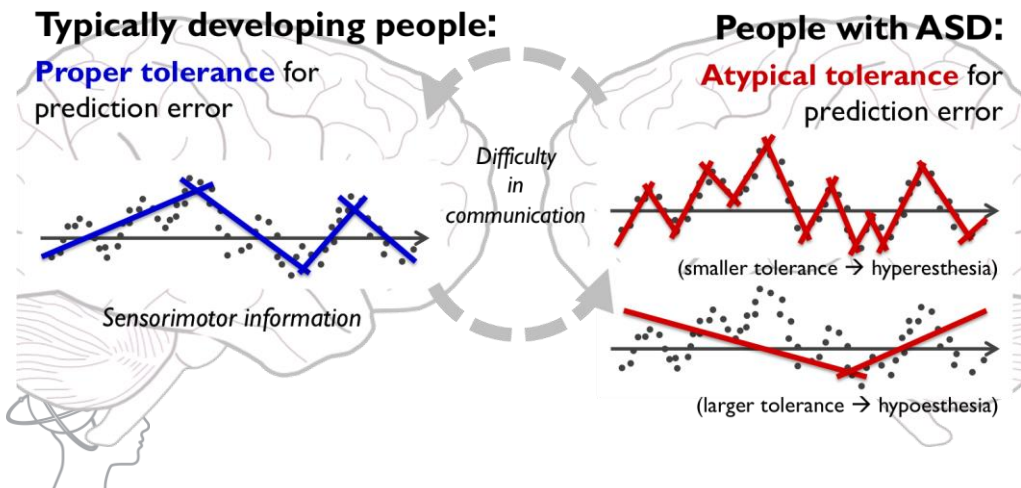 Typically developing people:
Proper tolerance for
prediction error
Sensorimotor information
Difficulty
in
communication
People with ASD:
Atypical tolerance for
prediction error
(smaller tolerance → hyperesthesia)
(larger tolerance → hypoesthesia)